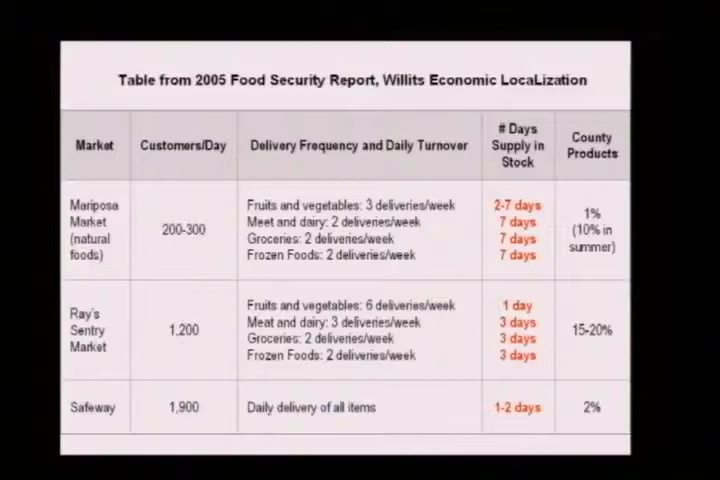 Table from 2005 Food Security Report, Willits Economic LocaLization
Market
Customers/Day
Delivery Frequency and Daily Turnover
# Days
Supply in
Stock
County
Products
Mariposa
Market
(natural
foods)
200-300
Fruits and vegetables: 3 deliveries/week
Meet and dairy: 2 deliveries/week
Groceries: 2 deliveries/week
Frozen Foods: 2 deliveries/week
2-7 days
7 days
7 days
7 days
1%
(10% in
summer)
Ray's
Sentry
Market
1,200
Fruits and vegetables: 6 deliveries/week
Meat and dairy: 3 deliveries/week
Groceries: 2 deliveries/week
Frozen Foods: 2 deliveries/week
1 day
3 days
3 days
3 days
15-20%
Safeway
1,900
Daily delivery of all items
1-2 days
2%